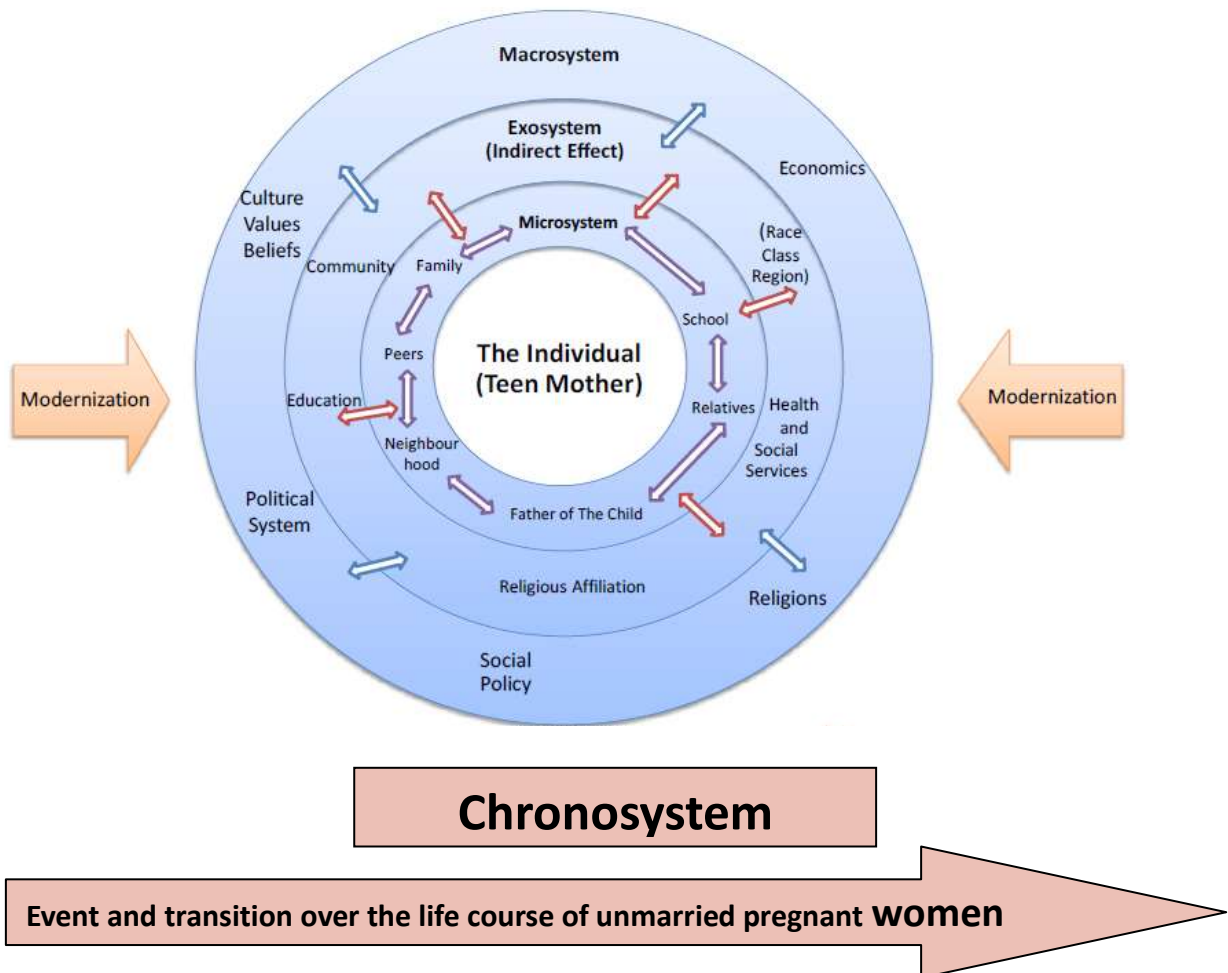 Macrosystem
Exosystem
(Indirect Effect)
Economics
Culture
Values
Beliefs
Microsystem
(Race
Class
Region)
Community
Family
School
Peers
The Individual
(Teen Mother)
Modernization
Modernization
Education
Relatives
Health
and
Social
Services
Neighbour
hood
Political
System
Father of The Child
Religious Affiliation
Religions
Social
Policy
Chronosystem
Event and transition over the life course of unmarried pregnant women